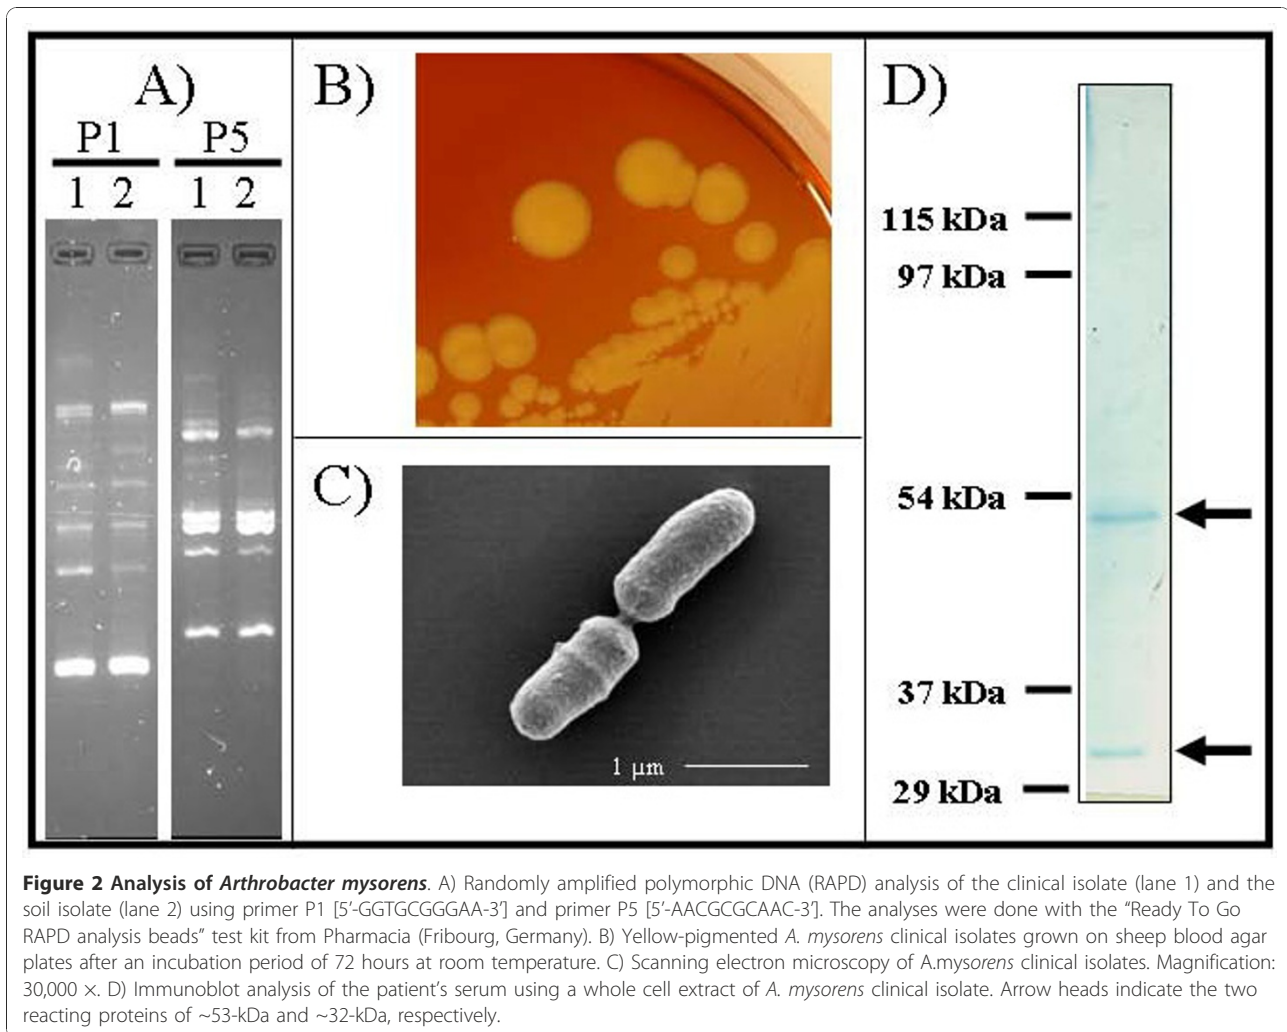 A)
P1 P5
1 2 1 2
B)
C)
1 μm
D)
115 kDa
97 kDa
54 kDa
37 kDa
29 kDa
Figure 2 Analysis of Arthrobacter mysorens. A) Randomly amplified polymorphic DNA (RAPD) analysis of the clinical isolate (lane 1) and the
soil isolate (lane 2) using primer P1 [5’-GGTGCGGGAA-3’] and primer P5 [5’-AACGCGCAAC-3’]. The analyses were done with the “Ready To Go
RAPD analysis beads” test kit from Pharmacia (Fribourg, Germany). B) Yellow-pigmented A. mysorens clinical isolates grown on sheep blood agar
plates after an incubation period of 72 hours at room temperature. C) Scanning electron microscopy of A.mysorens clinical isolates. Magnification:
30,000 ×. D) Immunoblot analysis of the patient’s serum using a whole cell extract of A. mysorens clinical isolate. Arrow heads indicate the two
reacting proteins of ~53-kDa and ~32-kDa, respectively.